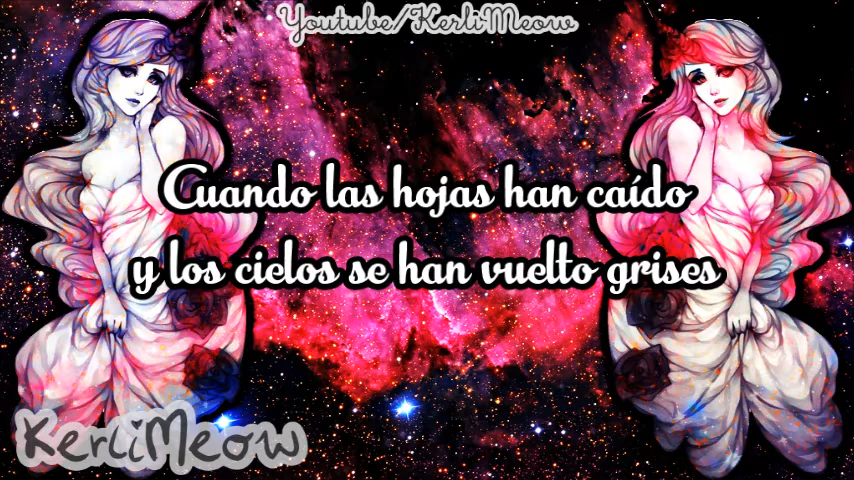 Youtube/KerliMeow
Cuando las hojas han caído
y los cielos se han vuelto grises
KerliMeow